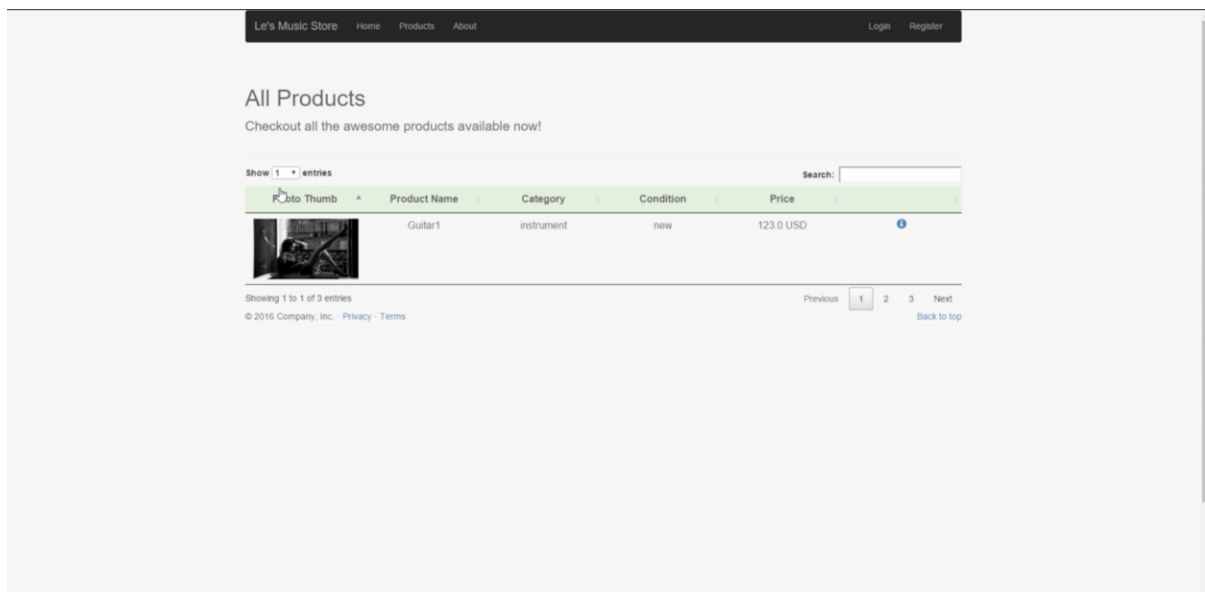 Le's Music Store Home Products About Login Register
All Products
Checkout all the awesome products available now!
Show 1 entries Search:
Photo Thumb Product Name Category Condition Price
Guitar1 instrument new 123.0 USD
Showing 1 to 1 of 3 entries Previous 1 2 3 Next
© 2016 Company, Inc. · Privacy · Terms Back to top